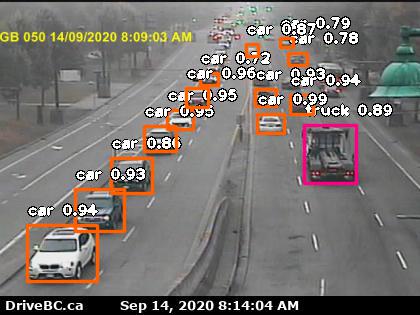 car 0.79
car 0.87
car 0.78
GB 050 14/09/2020 8:09:03 AM
car 0.72
car 0.96
car 0.93
car 0.94
car 0.95
car 0.99
car 0.95
truck 0.89
car 0.86
car 0.93
car 0.94
DriveBC.ca
Sep 14, 2020 8:14:04 AM